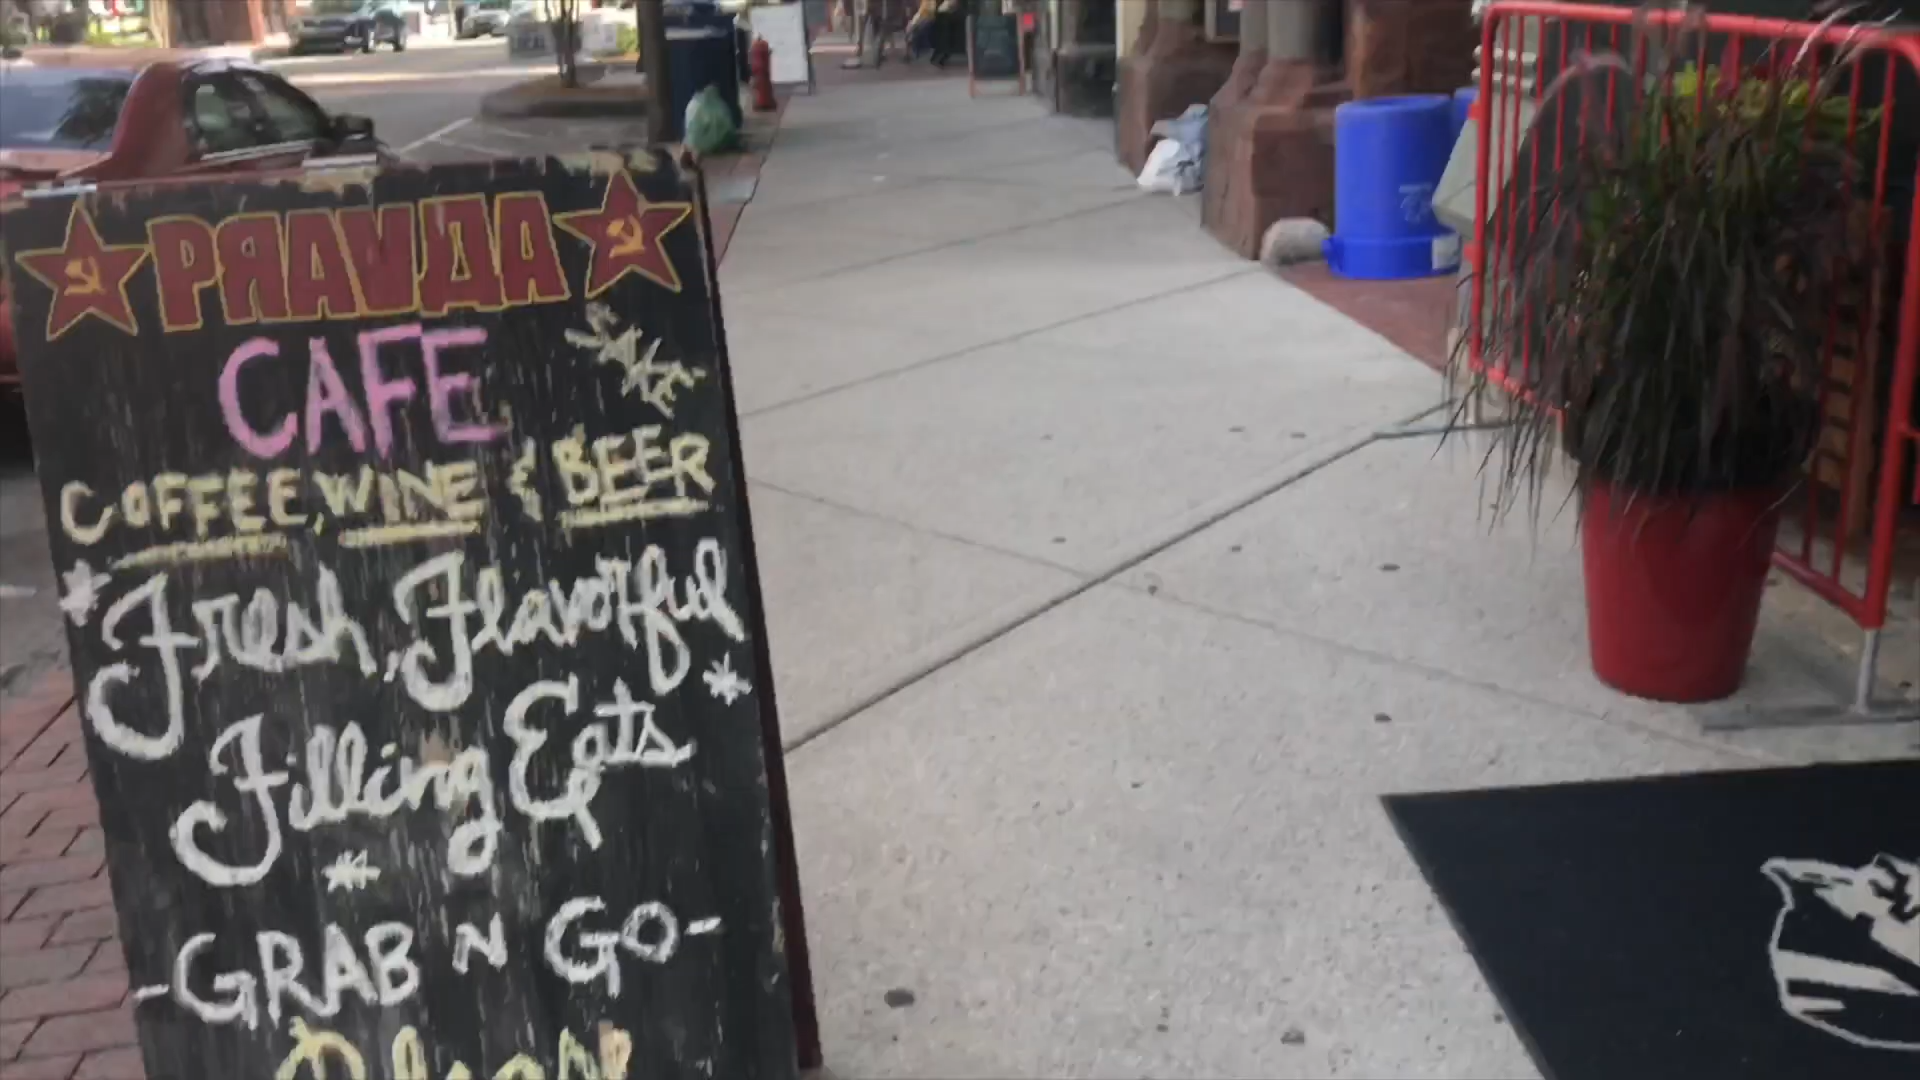 PRAVDA
CAFE
SAKE
COFFEE, WINE & BEER
Fresh, Flavorful
Filling Eats
-GRAB N GO-